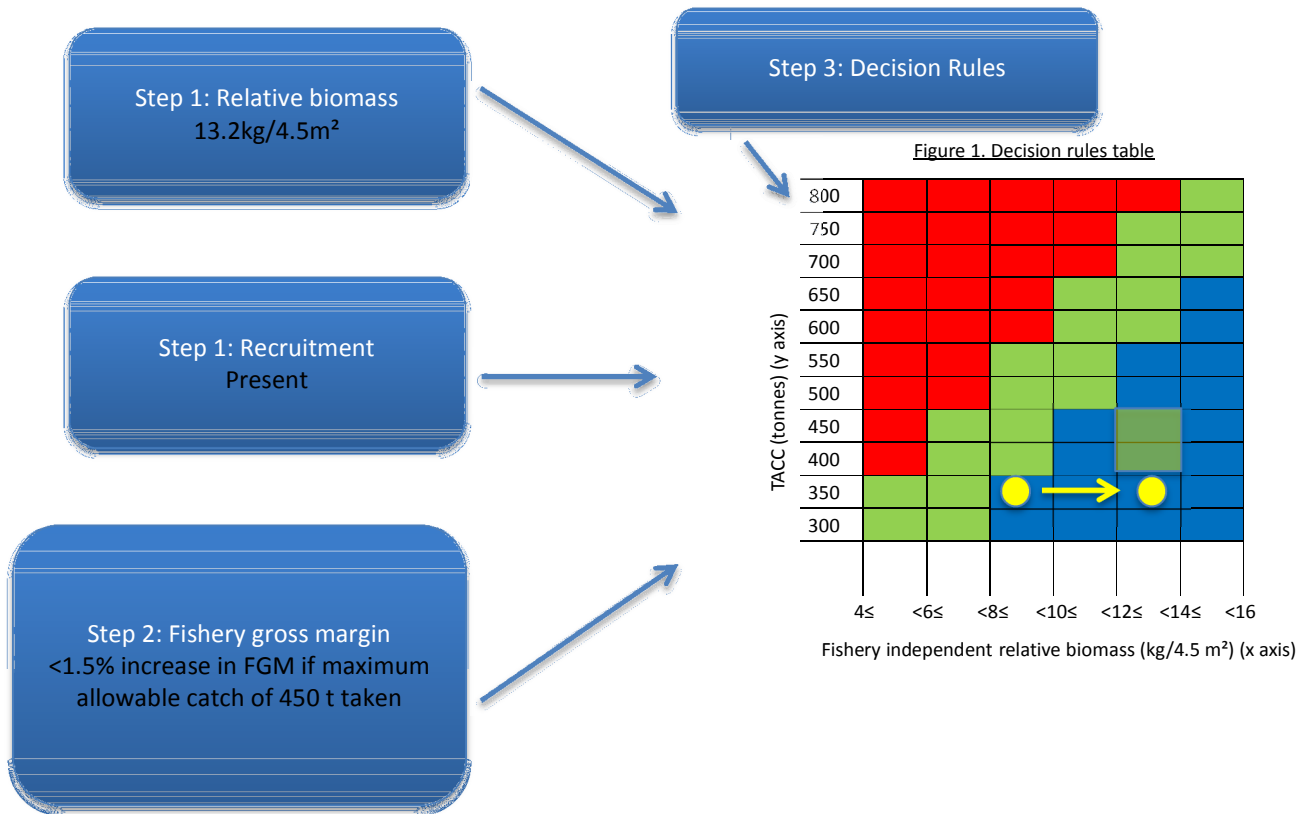 Step 1: Relative biomass
13.2kg/4.5m²
Step 3: Decision Rules
Step 1: Recruitment
Present
Step 2: Fishery gross margin
<1.5% increase in FGM if maximum
allowable catch of 450 t taken
Figure 1. Decision rules table
TACC (tonnes) (y axis)
800
750
700
650
600
550
500
450
400
350
300
4≤ <6≤ <8≤ <10≤ <12≤ <14≤ <16
Fishery independent relative biomass (kg/4.5 m²) (x axis)